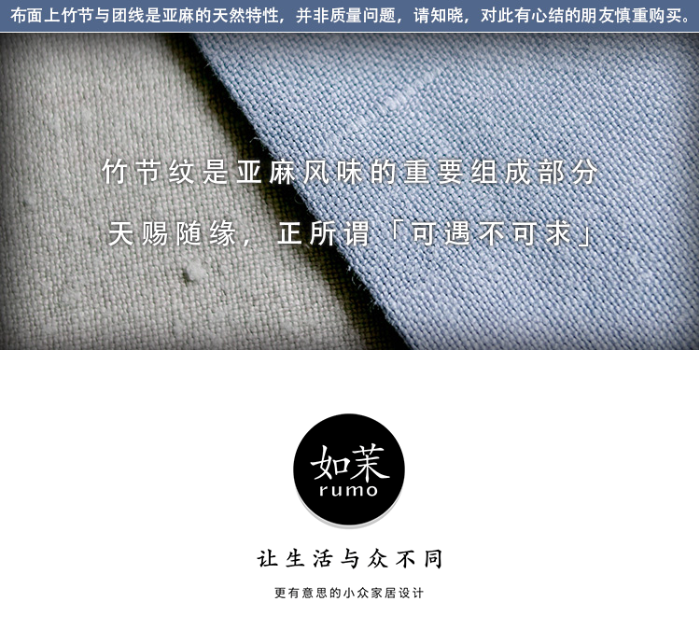 布面上竹节与团线是亚麻的天然特性，并非质量问题，请知晓，对此有心结的朋友慎重购买。
竹节纹是亚麻风味的重要组成部分
天赐随缘，正所谓「可遇不可求」
如茉
rumo
让生活与众不同
更有意思的小众家居设计